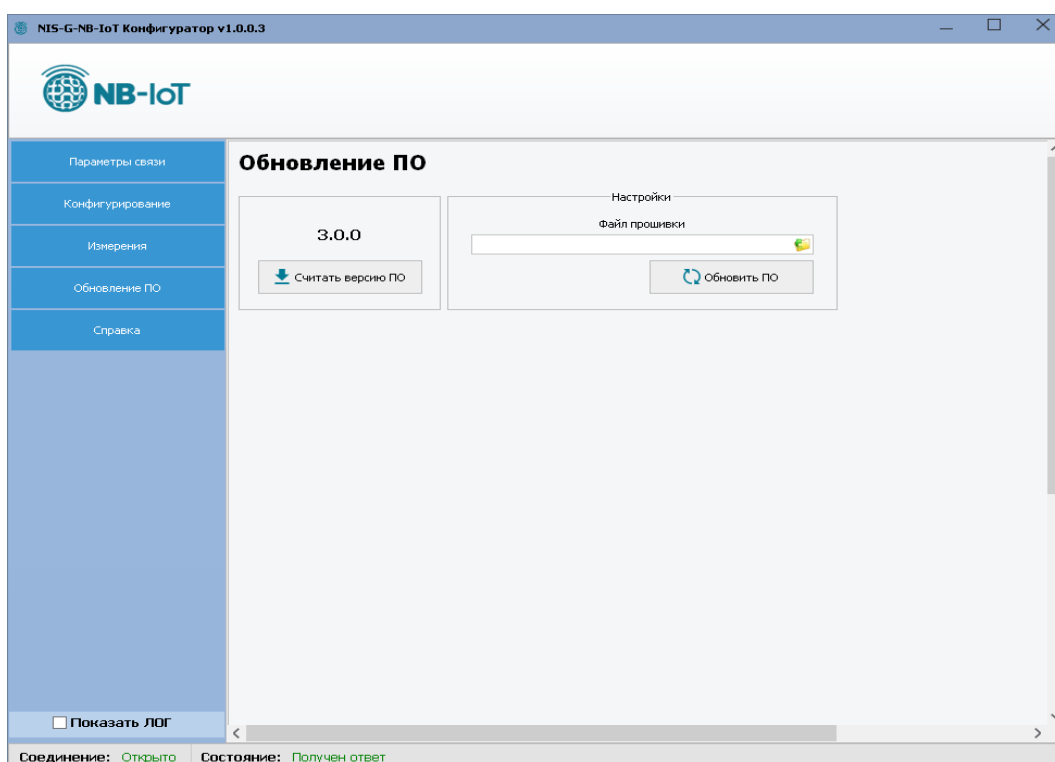 NIS-G-NB-IoT Конфигуратор v1.0.0.3
NB-IoT
Параметры связи
Конфигурирование
Измерения
Обновление ПО
Справка
Показать ЛОГ
Обновление ПО
3.0.0
Считать версию ПО
Настройки
Файл прошивки
Обновить ПО
Соединение: Открыто Состояние: Получен ответ